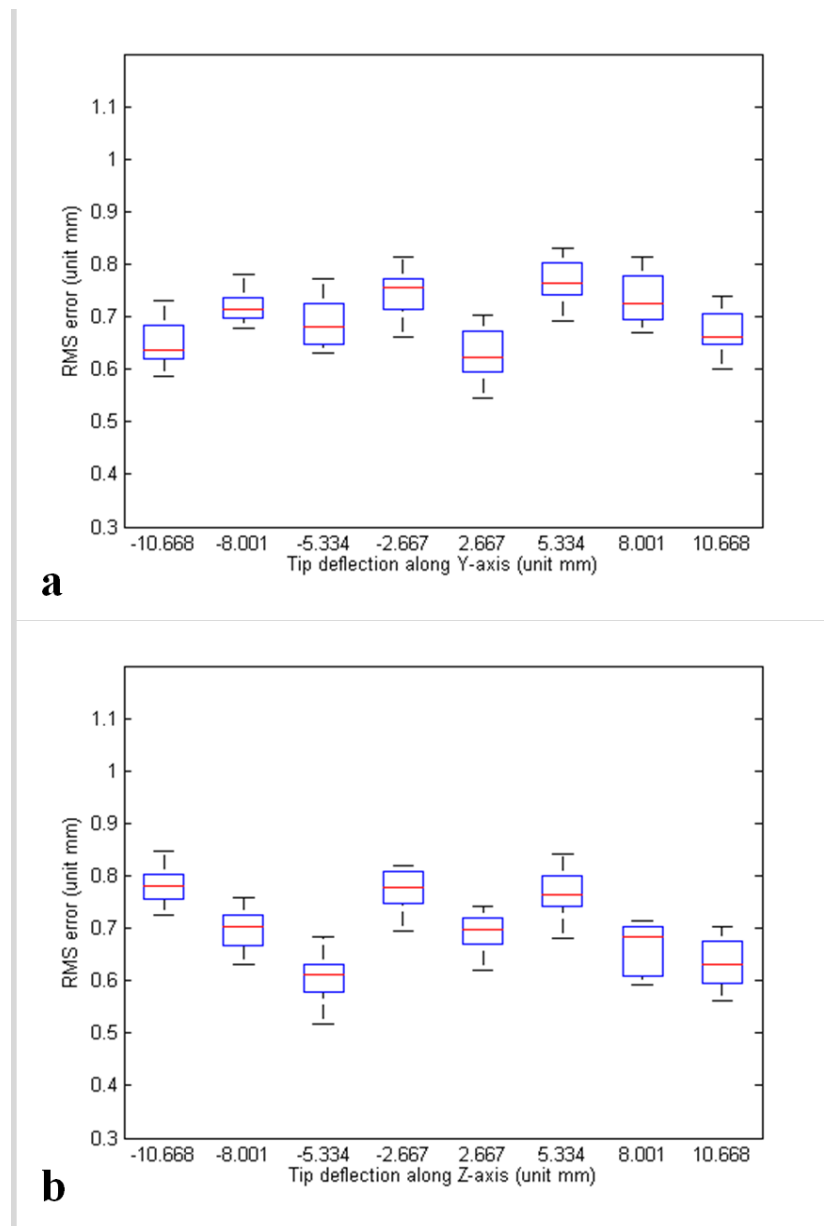 1.1
1
0.9
0.8
0.7
0.6
0.5
0.4
0.3
RMS error (unit mm)
-10.668 -8.001 -5.334 -2.667 2.667 5.334 8.001 10.668
Tip deflection along Y-axis (unit mm)
a
1.1
1
0.9
0.8
0.7
0.6
0.5
0.4
0.3
RMS error (unit mm)
-10.668 -8.001 -5.334 -2.667 2.667 5.334 8.001 10.668
Tip deflection along Z-axis (unit mm)
b